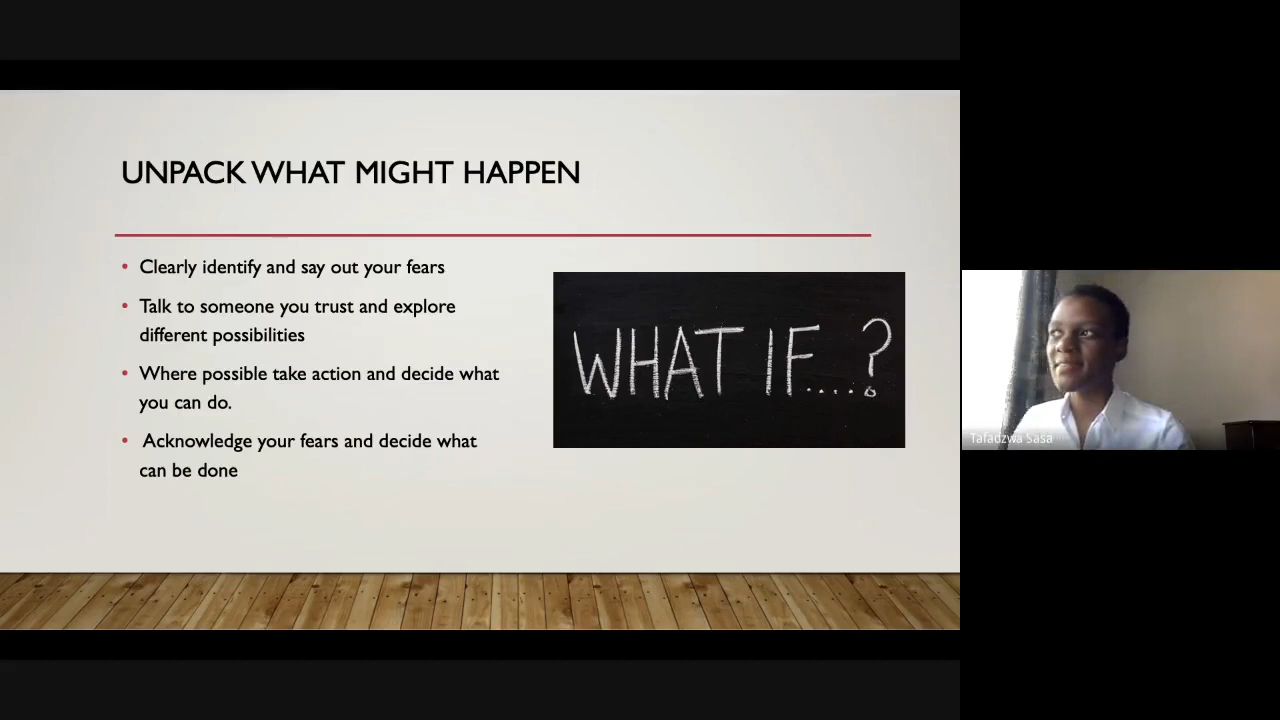 UNPACK WHAT MIGHT HAPPEN
• Clearly identify and say out your fears
• Talk to someone you trust and explore
different possibilities
• Where possible take action and decide what
you can do.
• Acknowledge your fears and decide what
can be done
WHAT IF....?
Tafadzwa Sasa